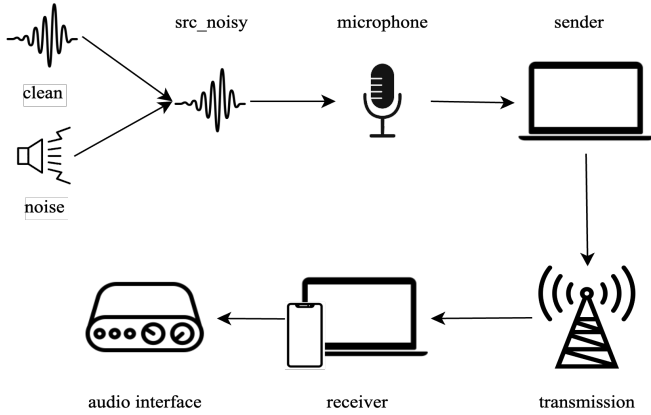 src_noisy
microphone
sender
clean
noise
audio interface
receiver
transmission